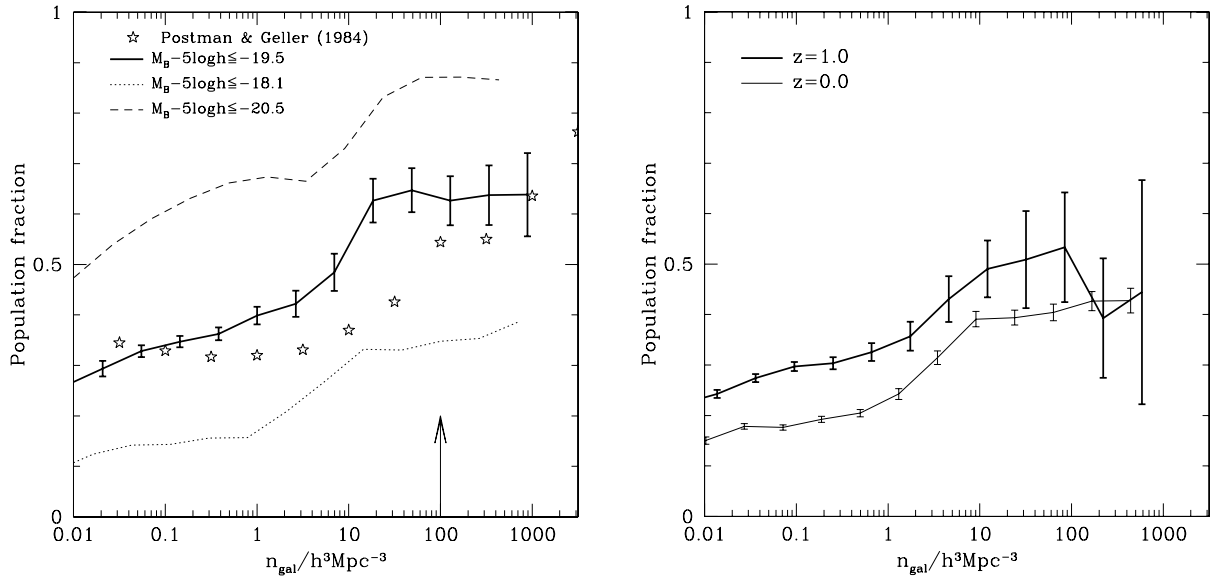 1
☆ Postman & Geller (1984)
M_B−5logh≦−19.5
M_B−5logh≦−18.1
M_B−5logh≦−20.5
Population fraction
0.5
0
0.01 0.1 1 10 100 1000
n_gal/h³Mpc⁻³
1
z=1.0
z=0.0
Population fraction
0.5
0
0.01 0.1 1 10 100 1000
n_gal/h³Mpc⁻³